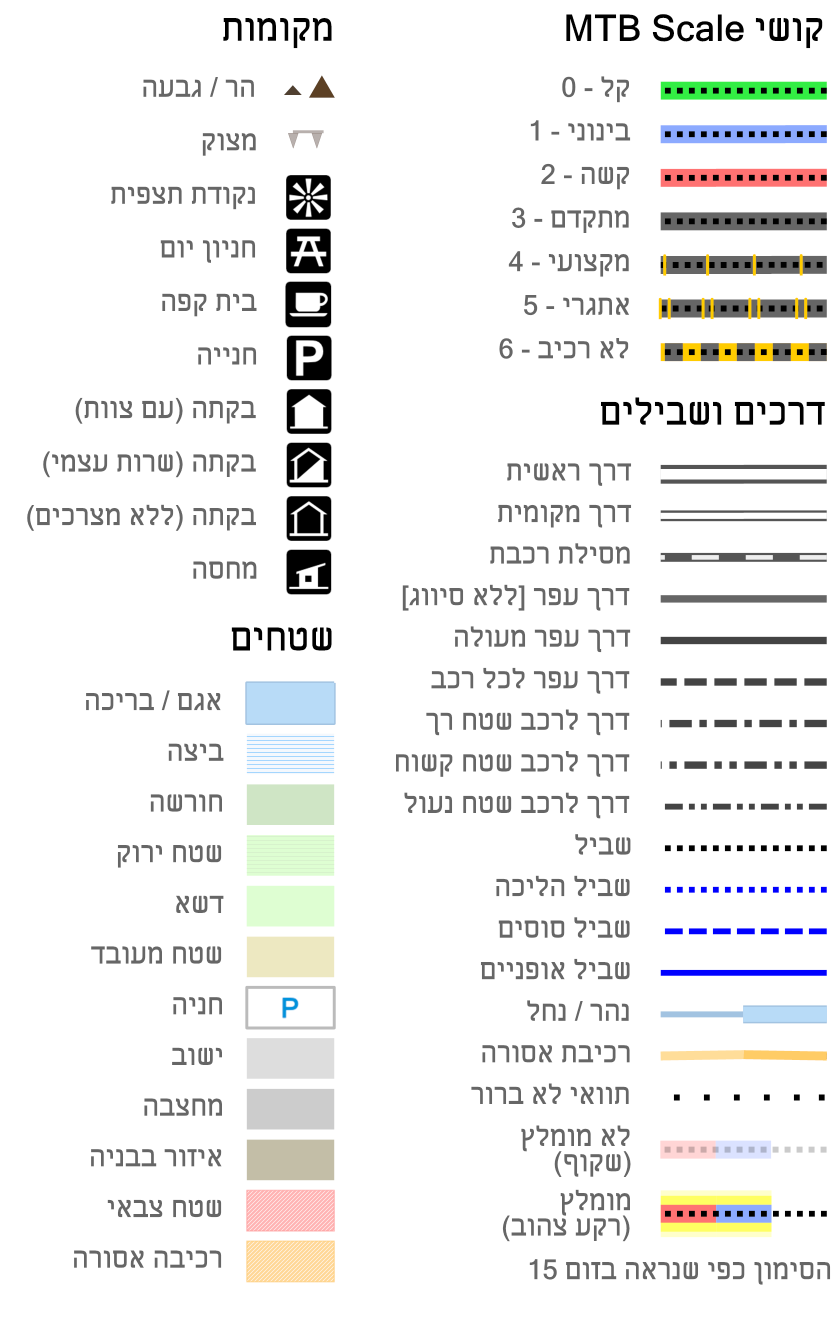 קושי MTB Scale
קל - 0
בינוני - 1
קשה - 2
מתקדם - 3
מקצועי - 4
אתגרי - 5
לא רכיב - 6
דרכים ושבילים
דרך ראשית
דרך מקומית
מסילת רכבת
דרך עפר [ללא סיווג]
דרך עפר מעולה
דרך עפר לכל רכב
דרך לרכב שטח רך
דרך לרכב שטח קשוח
דרך לרכב שטח נעול
שביל
שביל הליכה
שביל סוסים
שביל אופניים
נהר / נחל
רכיבת אסורה
תוואי לא ברור
לא מומלץ
(שקוף)
מומלץ
(רקע צהוב)
הסימון כפי שנראה בזום 15
מקומות
הר / גבעה
מצוק
נקודת תצפית
חניון יום
בית קפה
P
חנייה
בקתה (עם צוות)
בקתה (שרות עצמי)
בקתה (ללא מצרכים)
מחסה
שטחים
אגם / בריכה
ביצה
חורשה
שטח ירוק
דשא
שטח מעובד
P
חניה
ישוב
מחצבה
אידור בבניה
שטח צבאי
רכיבה אסורה